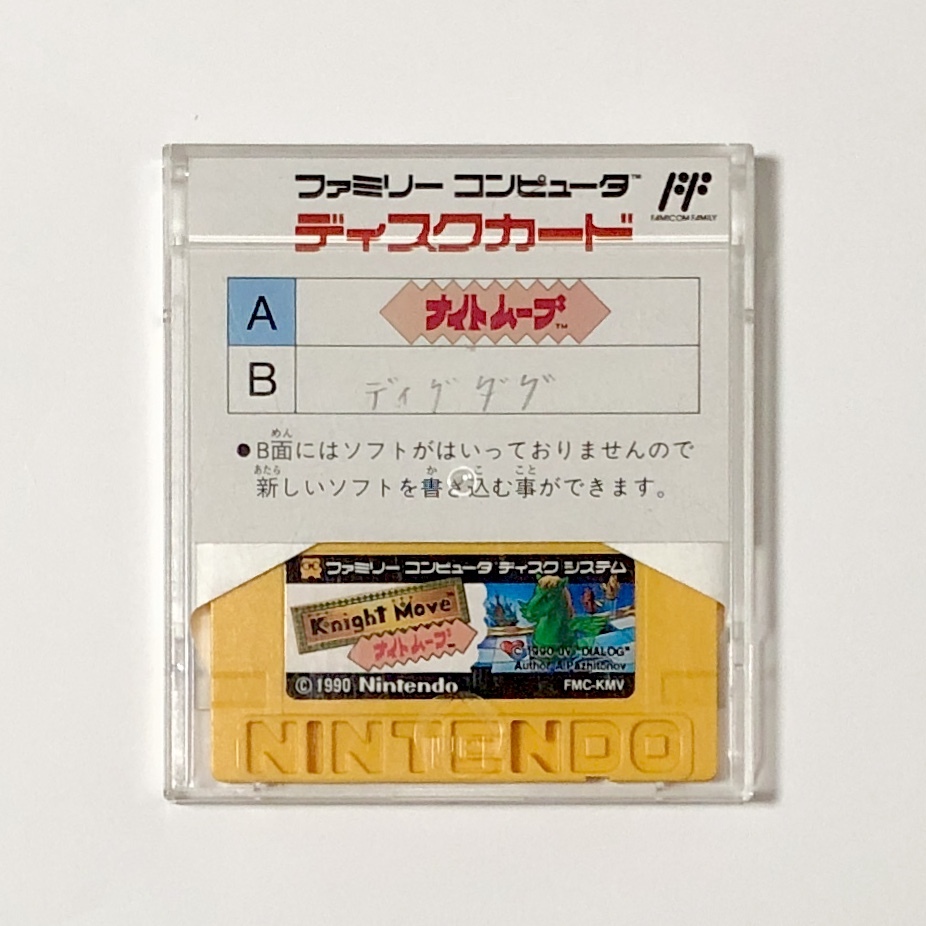 ファミリー コンピュータ™
FAMICOM FAMILY
ディスクカード
A
ナイトムーブ™
B
ディグダグ
●B面にはソフトがはいっておりませんので
新しいソフトを書き込む事ができます。
ファミリー コンピュータ ディスク システム
Knight Move™
ナイトムーブ™
© 1990 JV "DIALOG"
Author A.Pazhitonov
© 1990 Nintendo
FMC-KMV
NINTENDO